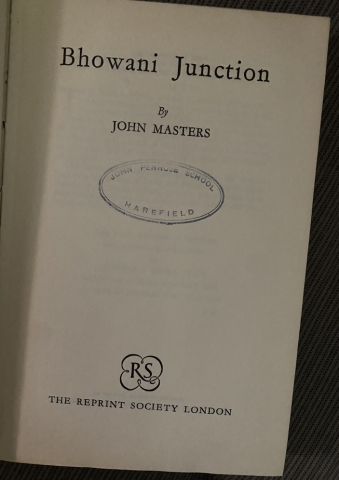 Bhowani Junction
By
JOHN MASTERS
JOHN PENROSE SCHOOL
HAREFIELD
RS
THE REPRINT SOCIETY LONDON